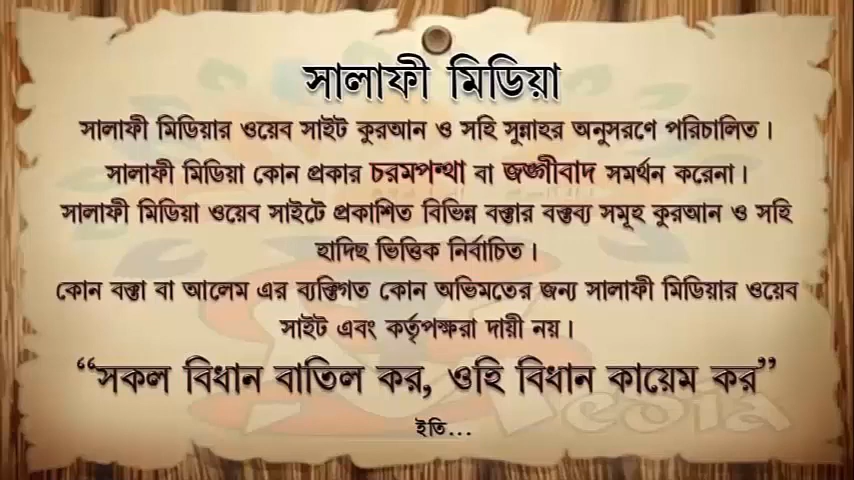 সালাফী মিডিয়া
সালাফী মিডিয়ার ওয়েব সাইট কুরআন ও সহি সুন্নাহর অনুসরণে পরিচালিত।
সালাফী মিডিয়া কোন প্রকার চরমপন্থা বা জঙ্গীবাদ সমর্থন করেনা।
সালাফী মিডিয়া ওয়েব সাইটে প্রকাশিত বিভিন্ন বক্তার বক্তব্য সমূহ কুরআন ও সহি
হাদিছ ভিত্তিক নির্বাচিত।
কোন বক্তা বা আলেম এর ব্যক্তিগত কোন অভিমতের জন্য সালাফী মিডিয়ার ওয়েব
সাইট এবং কর্তৃপক্ষরা দায়ী নয়।
“সকল বিধান বাতিল কর, ওহি বিধান কায়েম কর”
ইতি...